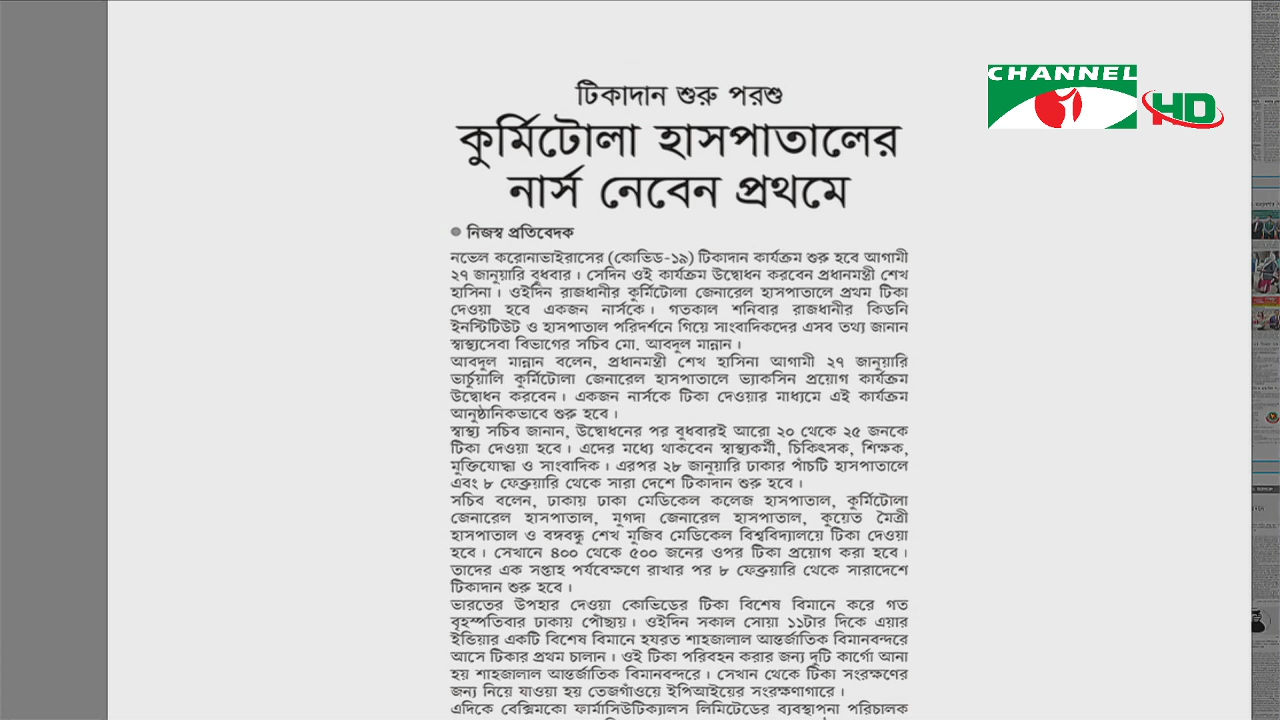 CHANNEL
HD
টিকাদান শুরু পরশু
কুর্মিটোলা হাসপাতালের
নার্স নেবেন প্রথমে
নিজস্ব প্রতিবেদক
নভেল করোনাভাইরাসের (কোভিড-১৯) টিকাদান কার্যক্রম শুরু হবে আগামী
২৭ জানুয়ারি বুধবার। সেদিন ওই কার্যক্রম উদ্বোধন করবেন প্রধানমন্ত্রী শেখ
হাসিনা। ওইদিন রাজধানীর কুর্মিটোলা জেনারেল হাসপাতালে প্রথম টিকা
দেওয়া হবে একজন নার্সকে। গতকাল শনিবার রাজধানীর কিডনি
ইনস্টিটিউট ও হাসপাতাল পরিদর্শনে গিয়ে সাংবাদিকদের এসব তথ্য জানান
স্বাস্থ্যসেবা বিভাগের সচিব মো. আবদুল মান্নান।
আবদুল মান্নান বলেন, প্রধানমন্ত্রী শেখ হাসিনা আগামী ২৭ জানুয়ারি
ভার্চুয়ালি কুর্মিটোলা জেনারেল হাসপাতালে ভ্যাকসিন প্রয়োগ কার্যক্রম
উদ্বোধন করবেন। একজন নার্সকে টিকা দেওয়ার মাধ্যমে এই কার্যক্রম
আনুষ্ঠানিকভাবে শুরু হবে।
স্বাস্থ্য সচিব জানান, উদ্বোধনের পর বুধবারই আরো ২০ থেকে ২৫ জনকে
টিকা দেওয়া হবে। এদের মধ্যে থাকবেন স্বাস্থ্যকর্মী, চিকিৎসক, শিক্ষক,
মুক্তিযোদ্ধা ও সাংবাদিক। এরপর ২৮ জানুয়ারি ঢাকার পাঁচটি হাসপাতালে
এবং ৮ ফেব্রুয়ারি থেকে সারা দেশে টিকাদান শুরু হবে।
সচিব বলেন, ঢাকায় ঢাকা মেডিকেল কলেজ হাসপাতাল, কুর্মিটোলা
জেনারেল হাসপাতাল, মুগদা জেনারেল হাসপাতাল, কুয়েত মৈত্রী
হাসপাতাল ও বঙ্গবন্ধু শেখ মুজিব মেডিকেল বিশ্ববিদ্যালয়ে টিকা দেওয়া
হবে। সেখানে ৪০০ থেকে ৫০০ জনের ওপর টিকা প্রয়োগ করা হবে।
তাদের এক সপ্তাহ পর্যবেক্ষণে রাখার পর ৮ ফেব্রুয়ারি থেকে সারাদেশে
টিকাদান শুরু হবে।
ভারতের উপহার দেওয়া কোভিডের টিকা বিশেষ বিমানে করে গত
বৃহস্পতিবার ঢাকায় পৌঁছায়। ওইদিন সকাল সোয়া ১১টার দিকে এয়ার
ইন্ডিয়ার একটি বিশেষ বিমানে হযরত শাহজালাল আন্তর্জাতিক বিমানবন্দরে
আসে টিকার প্রথম চালান। ওই টিকা পরিবহন করার জন্য দুটি কার্গো আনা
হয় শাহজালাল আন্তর্জাতিক বিমানবন্দরে। সেখান থেকে টিকা সংরক্ষণের
জন্য নিয়ে যাওয়া হয় তেজগাঁওয়ে ইপিআইয়ের সংরক্ষণাগারে।
এদিকে বেক্সিমকো ফার্মাসিউটিক্যালস লিমিটেডের ব্যবস্থাপনা পরিচালক